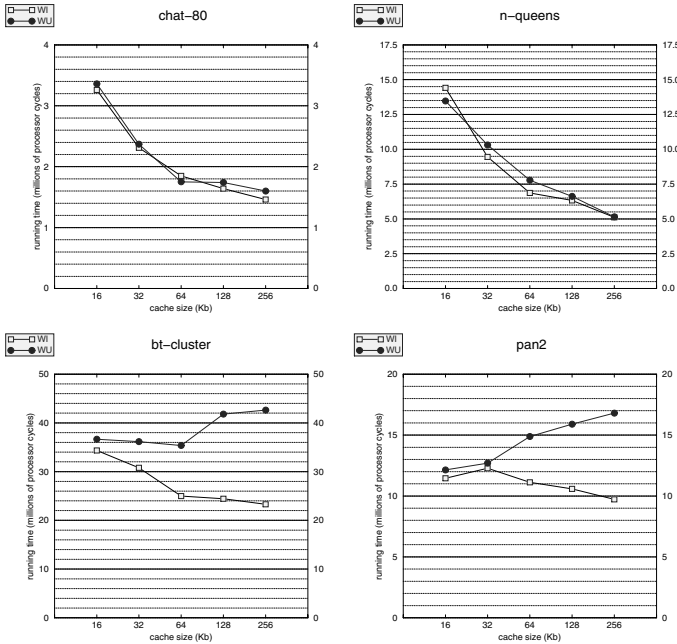 WI
WU
chat−80
4
3
2
1
0
4
3
2
1
0
running time (millions of processor cycles)
16 32 64 128 256
cache size (Kb)
WI
WU
n−queens
17.5
15.0
12.5
10.0
7.5
5.0
2.5
0.0
17.5
15.0
12.5
10.0
7.5
5.0
2.5
0.0
running time (millions of processor cycles)
16 32 64 128 256
cache size (Kb)
WI
WU
bt−cluster
50
40
30
20
10
0
50
40
30
20
10
0
running time (millions of processor cycles)
16 32 64 128 256
cache size (Kb)
WI
WU
pan2
20
15
10
5
0
20
15
10
5
0
running time (millions of processor cycles)
16 32 64 128 256
cache size (Kb)